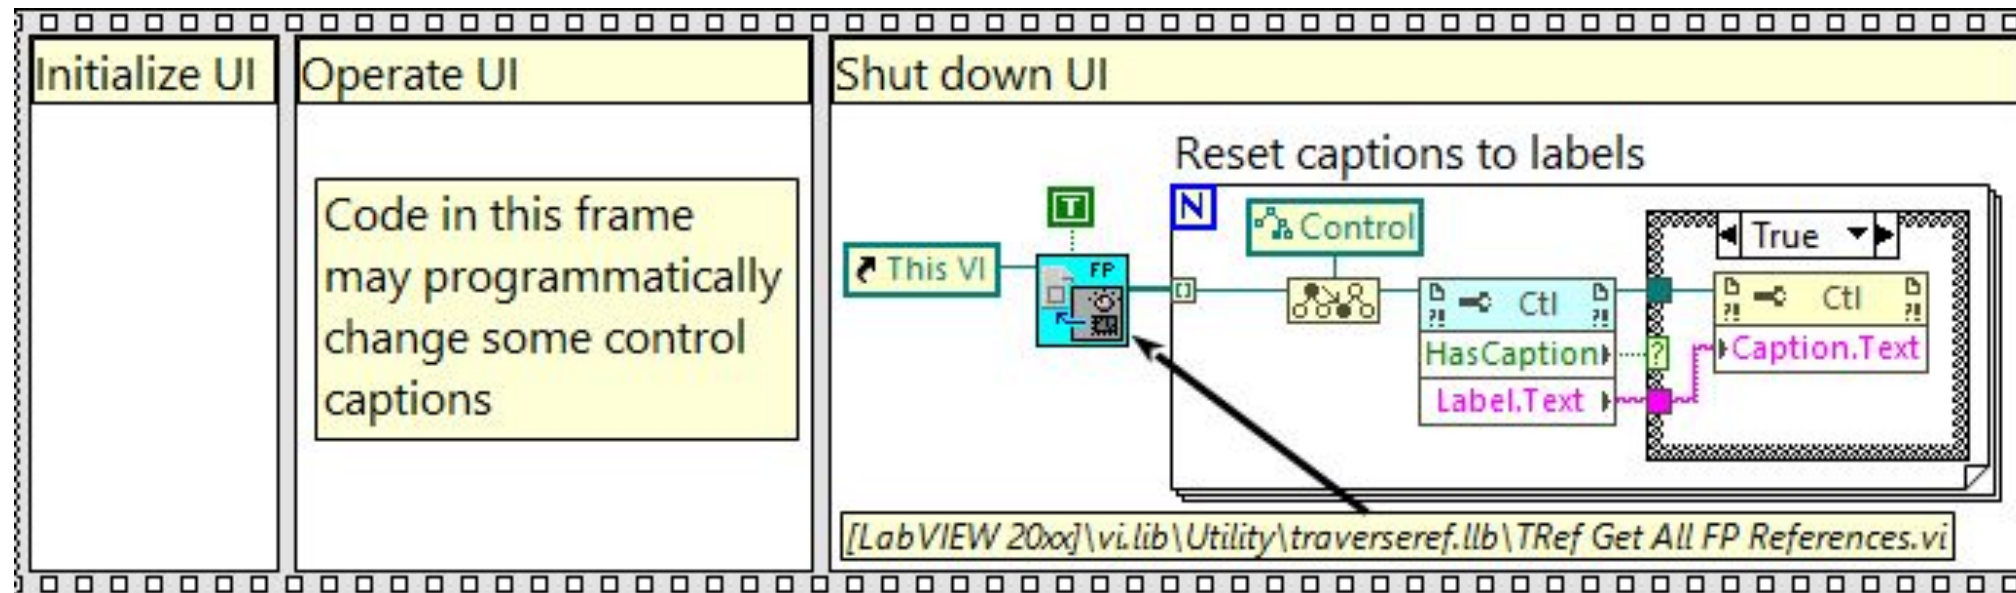 Initialize UI
Operate UI
Shut down UI
Code in this frame
may programmatically
change some control
captions
Reset captions to labels
T
This VI
FP
N
Control
Ctl
HasCaption
Label.Text
?
True
Ctl
Caption.Text
[LabVIEW 20xx]\vi.lib\Utility\traverseref.llb\TRef Get All FP References.vi